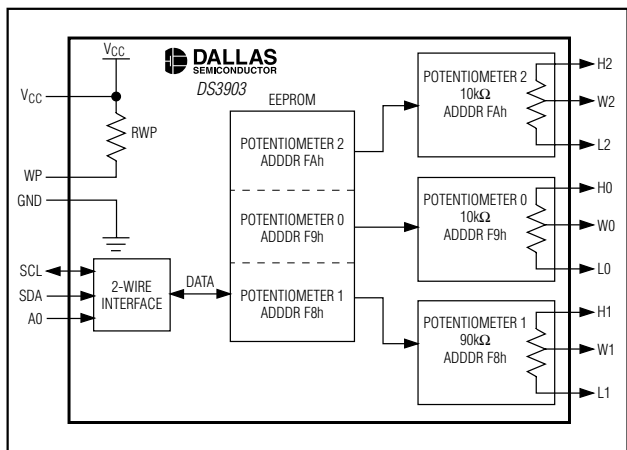 VCC
DALLAS
SEMICONDUCTOR
DS3903
VCC
RWP
WP
GND
SCL
SDA
A0
2-WIRE
INTERFACE
DATA
EEPROM
POTENTIOMETER 2
ADDDR FAh
POTENTIOMETER 0
ADDDR F9h
POTENTIOMETER 1
ADDDR F8h
POTENTIOMETER 2
10kΩ
ADDDR FAh
H2
W2
L2
POTENTIOMETER 0
10kΩ
ADDDR F9h
H0
W0
L0
POTENTIOMETER 1
90kΩ
ADDDR F8h
H1
W1
L1